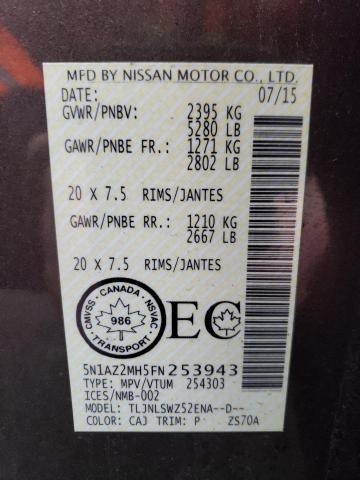 MFD BY NISSAN MOTOR CO., LTD.
DATE: 07/15
GVWR/PNBV: 2395 KG
5280 LB
GAWR/PNBE FR.: 1271 KG
2802 LB
20 X 7.5 RIMS/JANTES
GAWR/PNBE RR.: 1210 KG
2667 LB
20 X 7.5 RIMS/JANTES
CMVSS - CANADA - NSVAC
986
TRANSPORT
EC
5N1AZ2MH5FN253943
TYPE: MPV/VTUM 254303
ICES/NMB-002
MODEL: TLJNLSWZ52ENA--D--
COLOR: CAJ TRIM: P ZS70A